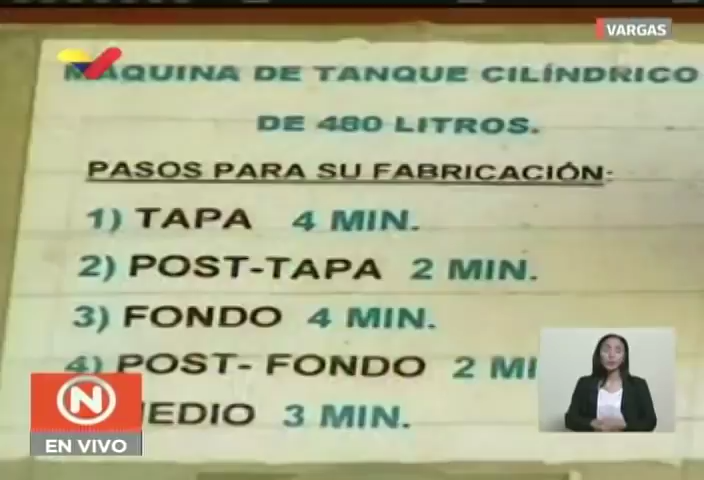 VARGAS
MAQUINA DE TANQUE CILÍNDRICO
DE 480 LITROS.
PASOS PARA SU FABRICACIÓN:
1) TAPA 4 MIN.
2) POST-TAPA 2 MIN.
3) FONDO 4 MIN.
4) POST- FONDO 2 MI
MEDIO 3 MIN.
N
EN VIVO